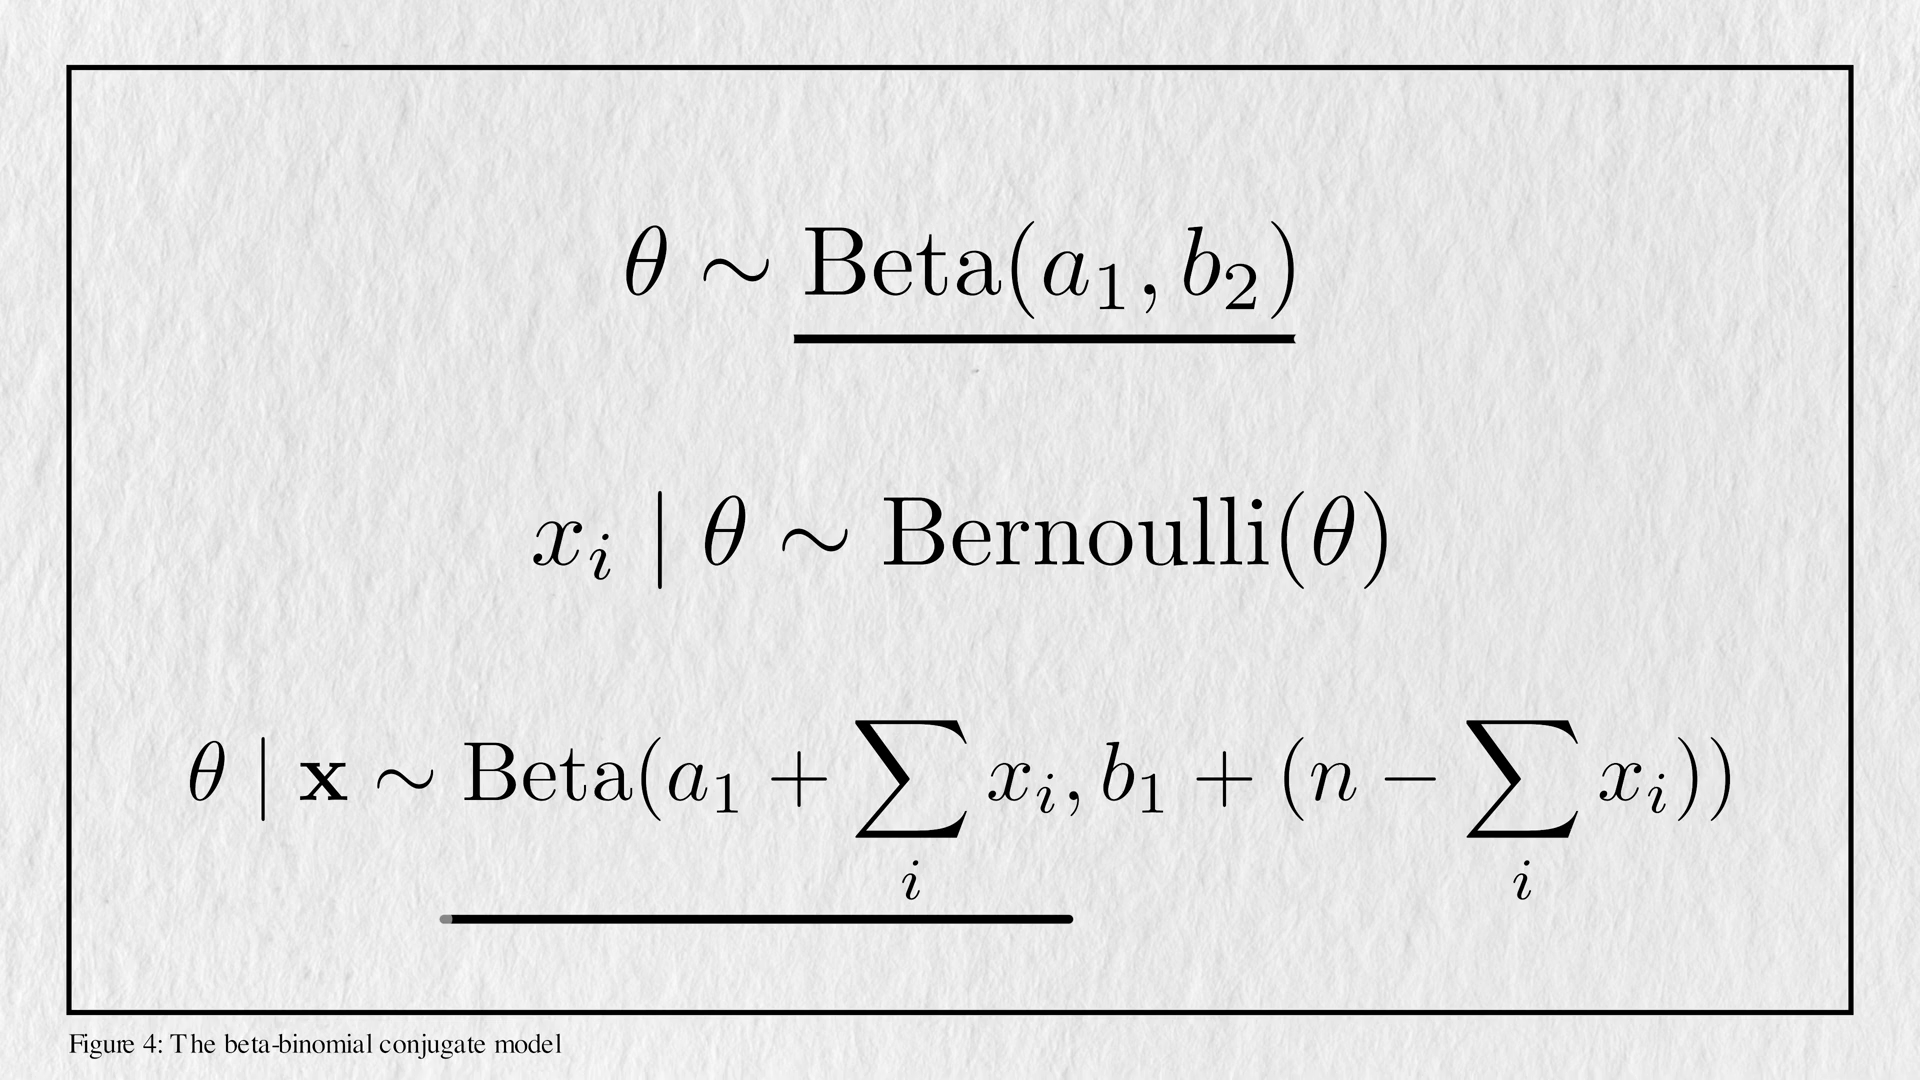 θ ∼ Beta(a₁, b₂)
xᵢ | θ ∼ Bernoulli(θ)
θ | 𝐱 ∼ Beta(a₁ + ∑ᵢ xᵢ, b₁ + (n − ∑ᵢ xᵢ))
Figure 4: The beta-binomial conjugate model